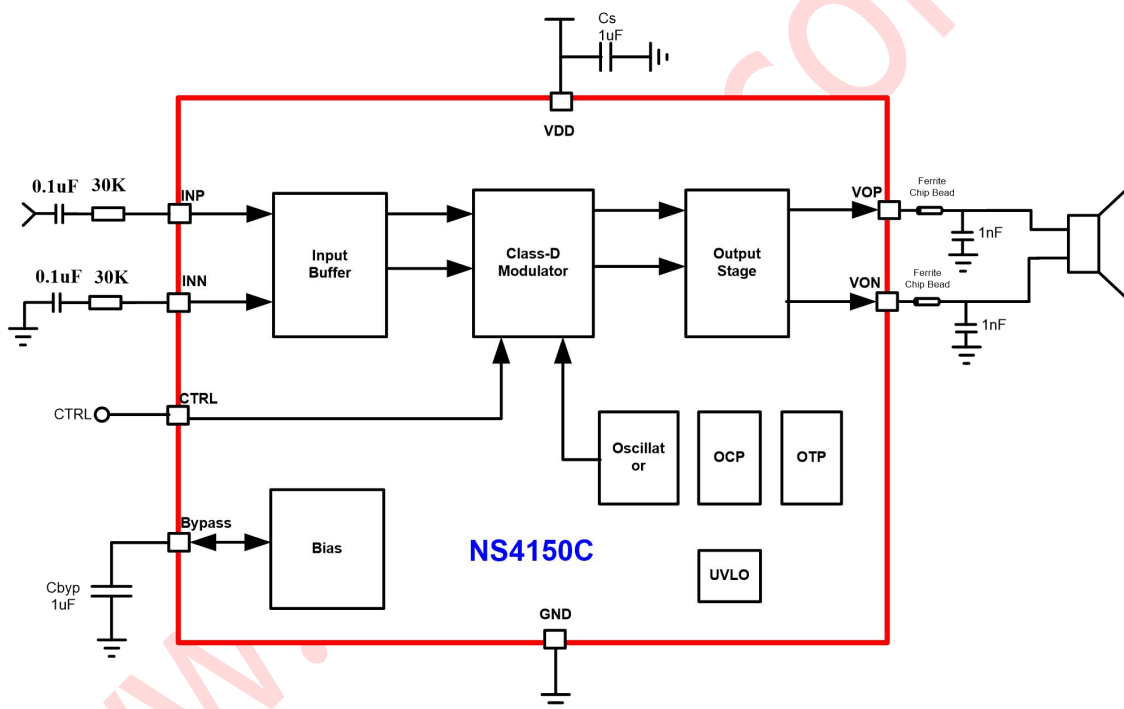 Cs
1uF
VDD
0.1uF 30K
INP
Input
Buffer
Class-D
Modulator
Output
Stage
VOP
Ferrite
Chip Bead
1nF
0.1uF 30K
INN
VON
Ferrite
Chip Bead
1nF
CTRL
CTRL
Oscillat
or
OCP
OTP
Bypass
Bias
Cbyp
1uF
NS4150C
UVLO
GND